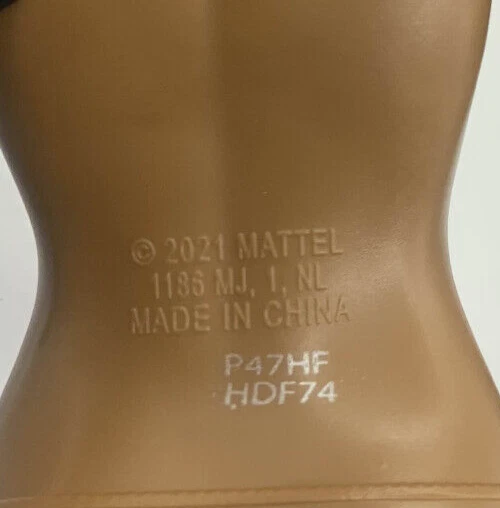 © 2021 MATTEL
1186 MJ, 1, NL
MADE IN CHINA
P47HF
HDF74